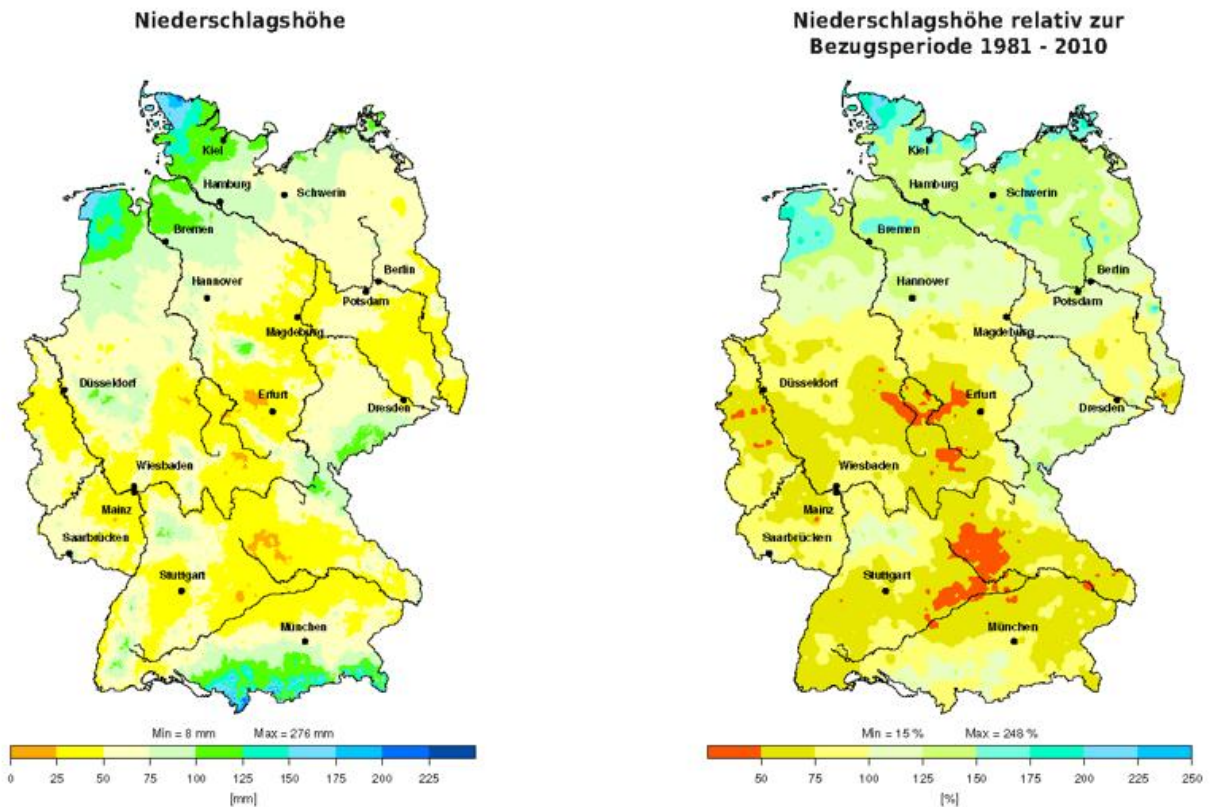 Niederschlagshöhe
Kiel
Hamburg
Schwerin
Bremen
Berlin
Hannover
Potsdam
Magdeburg
Düsseldorf
Erfurt
Dresden
Wiesbaden
Mainz
Saarbrücken
Stuttgart
München
Min = 8 mm Max = 276 mm
0 25 50 75 100 125 150 175 200 225
[mm]
Niederschlagshöhe relativ zur
Bezugsperiode 1981 - 2010
Kiel
Hamburg
Schwerin
Bremen
Berlin
Hannover
Potsdam
Magdeburg
Düsseldorf
Erfurt
Dresden
Wiesbaden
Mainz
Saarbrücken
Stuttgart
München
Min = 15 % Max = 248 %
50 75 100 125 150 175 200 225 250
[%]